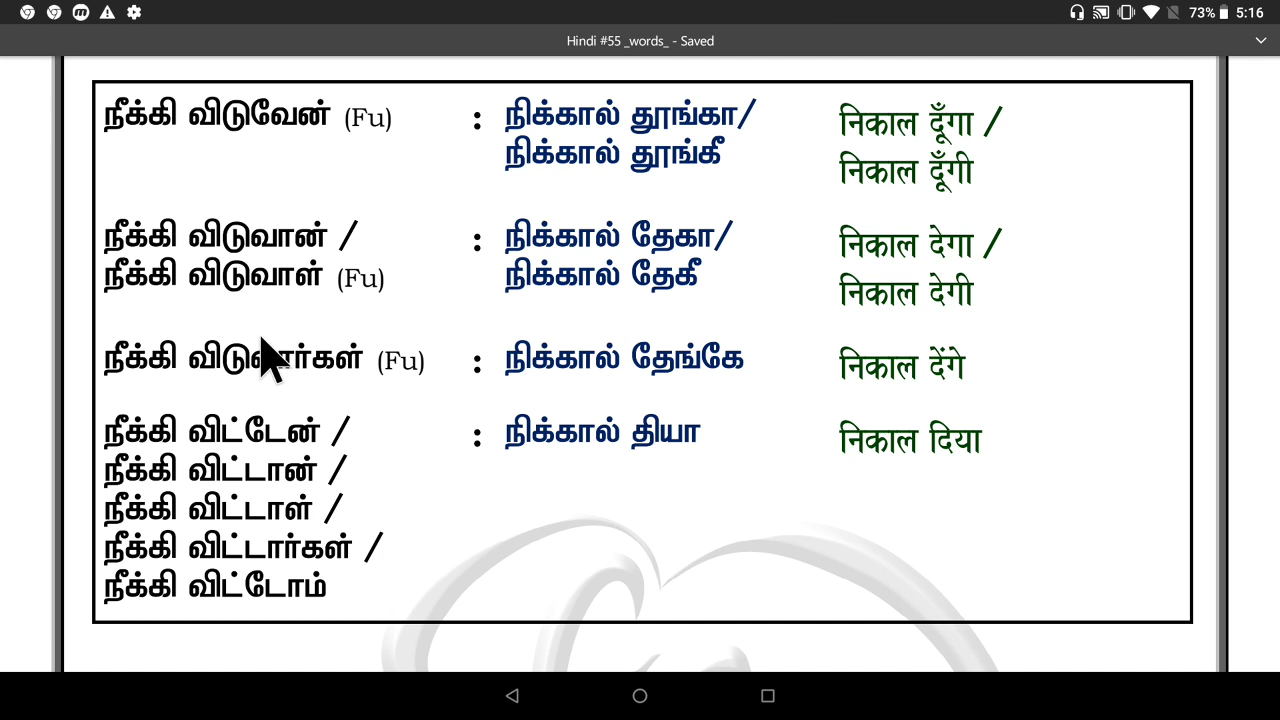 73% 5:16
Hindi #55 _words_ - Saved
நீக்கி விடுவேன் (Fu) : நிக்கால் தூங்கா/ निकाल दूँगा /
நிக்கால் தூங்கீ निकाल दूँगी
நீக்கி விடுவான் / : நிக்கால் தேகா/ निकाल देगा /
நீக்கி விடுவாள் (Fu) நிக்கால் தேகீ निकाल देगी
நீக்கி விடுவார்கள் (Fu) : நிக்கால் தேங்கே निकाल देंगे
நீக்கி விட்டேன் / : நிக்கால் தியா निकाल दिया
நீக்கி விட்டான் /
நீக்கி விட்டாள் /
நீக்கி விட்டார்கள் /
நீக்கி விட்டோம்